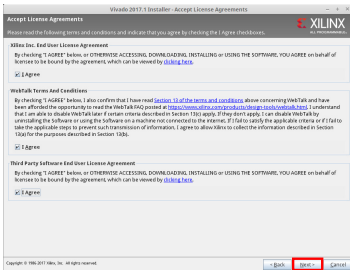 Vivado 2017.1 Installer - Accept License Agreements
Accept License Agreements
Please read the following terms and conditions and indicate that you agree by checking the I Agree checkboxes.
XILINX
ALL PROGRAMMABLE
Xilinx Inc. End User License Agreement
By checking "I AGREE" below, or OTHERWISE ACCESSING, DOWNLOADING, INSTALLING or USING THE SOFTWARE, YOU AGREE on behalf of
licensee to be bound by the agreement, which can be viewed by clicking here.
I Agree
WebTalk Terms And Conditions
By checking "I AGREE" below, I also confirm that I have read Section 13 of the terms and conditions above concerning WebTalk and have
been afforded the opportunity to read the WebTalk FAQ posted at https://www.xilinx.com/products/design-tools/webtalk.html. I understand
that I am able to disable WebTalk later if certain criteria described in Section 13(c) apply. If they don't apply, I can disable WebTalk by
uninstalling the Software or using the Software on a machine not connected to the internet. If I fail to satisfy the applicable criteria or if I fail to
take the applicable steps to prevent such transmission of information, I agree to allow Xilinx to collect the information described in Section
13(a) for the purposes described in Section 13(b).
I Agree
Third Party Software End User License Agreement
By checking "I AGREE" below, or OTHERWISE ACCESSING, DOWNLOADING, INSTALLING or USING THE SOFTWARE, YOU AGREE on behalf of
licensee to be bound by the agreement, which can be viewed by clicking here.
I Agree
Copyright © 1986-2017 Xilinx, Inc. All rights reserved.
< Back
Next >
Cancel